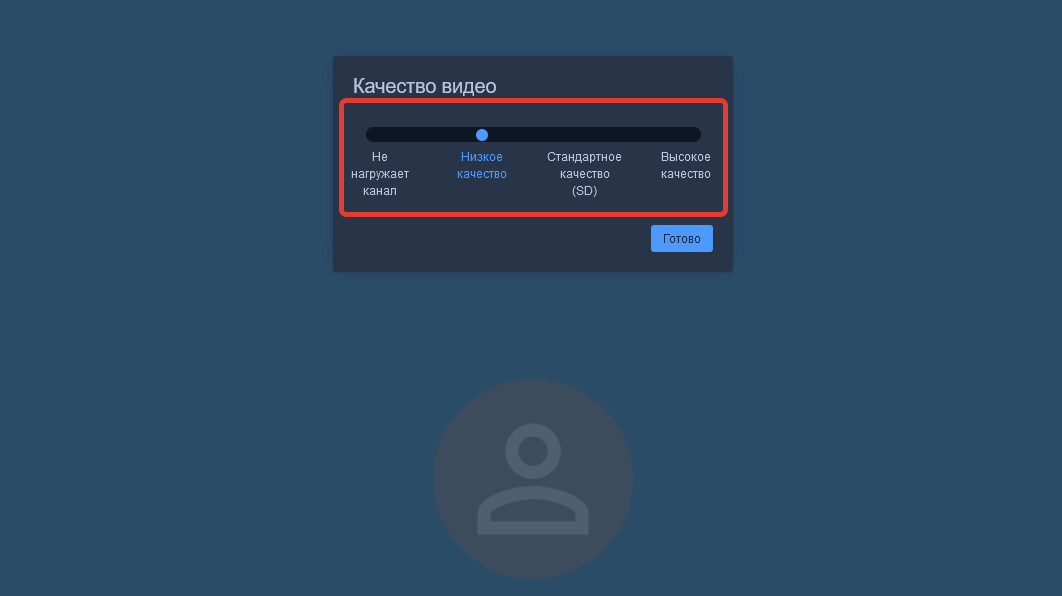 Качество видео
Не
нагружает
канал
Низкое
качество
Стандартное
качество
(SD)
Высокое
качество
Готово